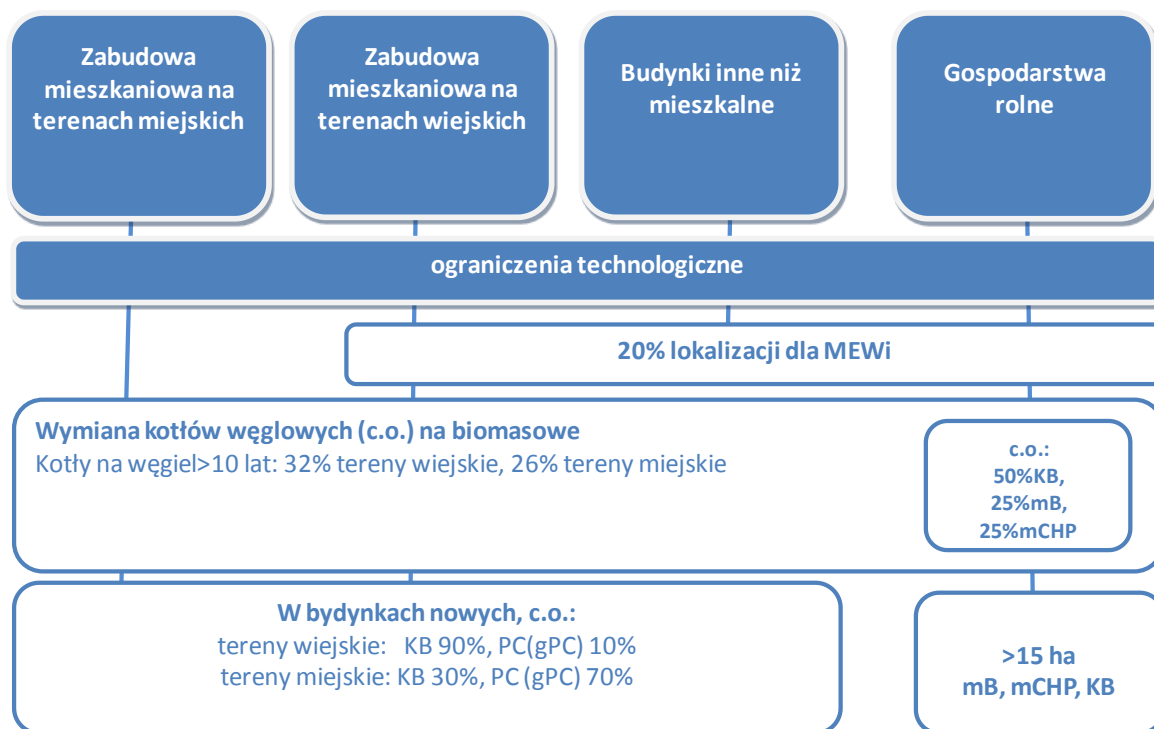 Zabudowa
mieszkaniowa na
terenach miejskich
Zabudowa
mieszkaniowa na
terenach wiejskich
Budynki inne niż
mieszkalne
Gospodarstwa
rolne
ograniczenia technologiczne
20% lokalizacji dla MEWi
Wymiana kotłów węglowych (c.o.) na biomasowe
Kotły na węgiel>10 lat: 32% tereny wiejskie, 26% tereny miejskie
c.o.:
50%KB,
25%mB,
25%mCHP
W bydynkach nowych, c.o.:
tereny wiejskie: KB 90%, PC(gPC) 10%
tereny miejskie: KB 30%, PC (gPC) 70%
>15 ha
mB, mCHP, KB